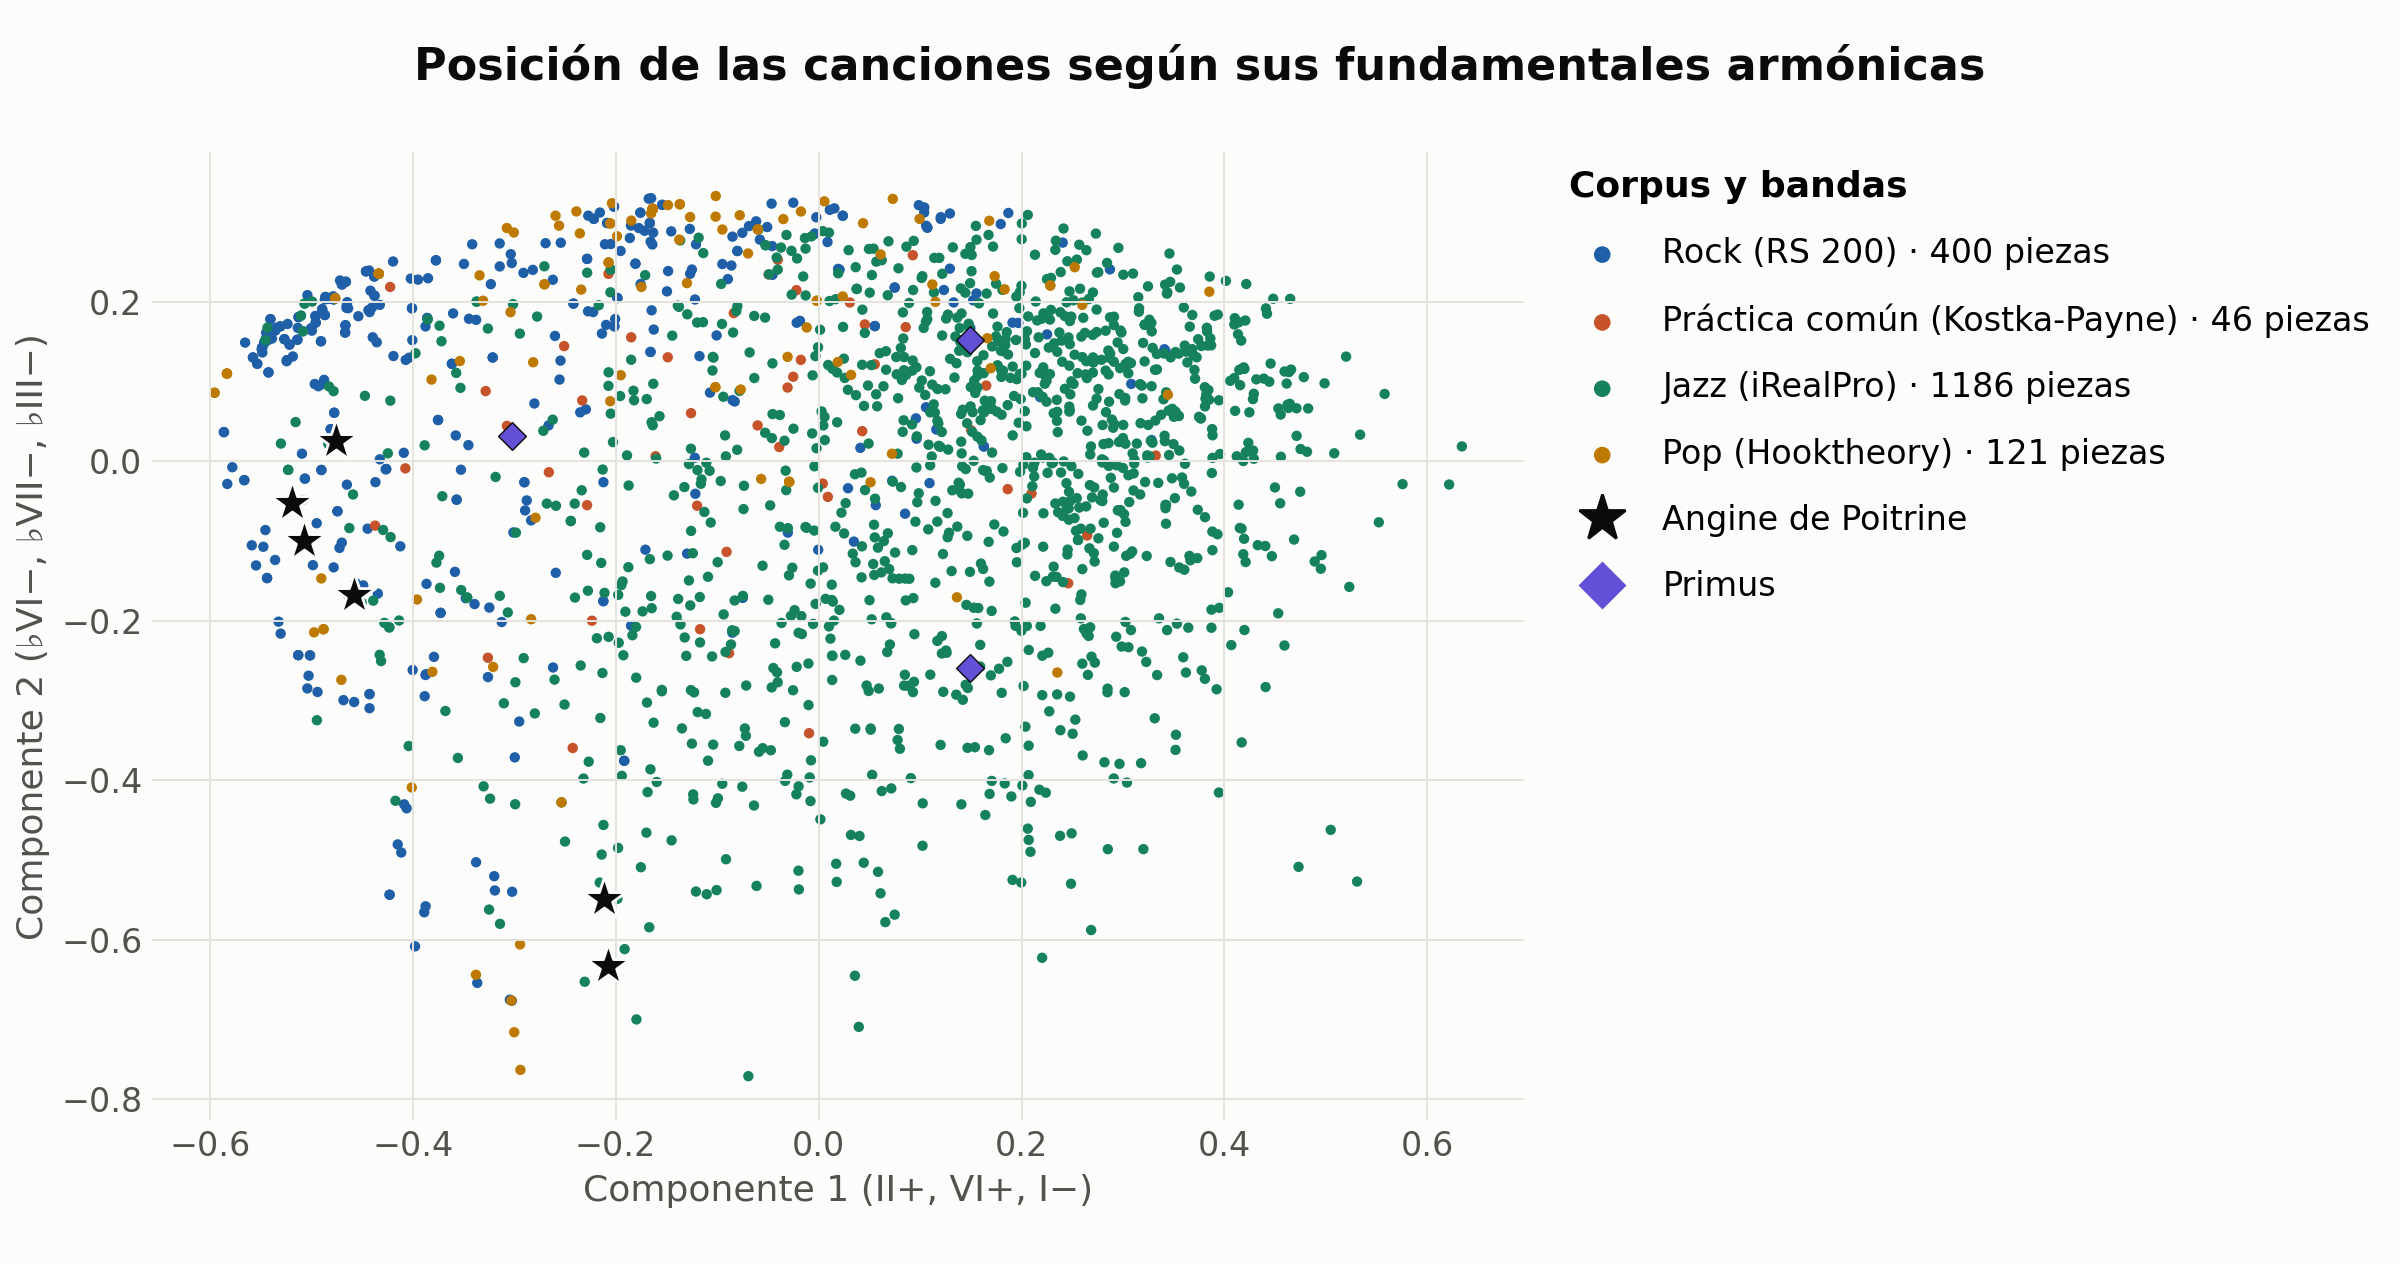 Posición de las canciones según sus fundamentales armónicas
Corpus y bandas
Rock (RS 200) · 400 piezas
Práctica común (Kostka-Payne) · 46 piezas
Jazz (iRealPro) · 1186 piezas
Pop (Hooktheory) · 121 piezas
Angine de Poitrine
Primus
Componente 2 (♭VI−, ♭VII−, ♭III−)
0.2
0.0
−0.2
−0.4
−0.6
−0.8
−0.6 −0.4 −0.2 0.0 0.2 0.4 0.6
Componente 1 (II+, VI+, I−)